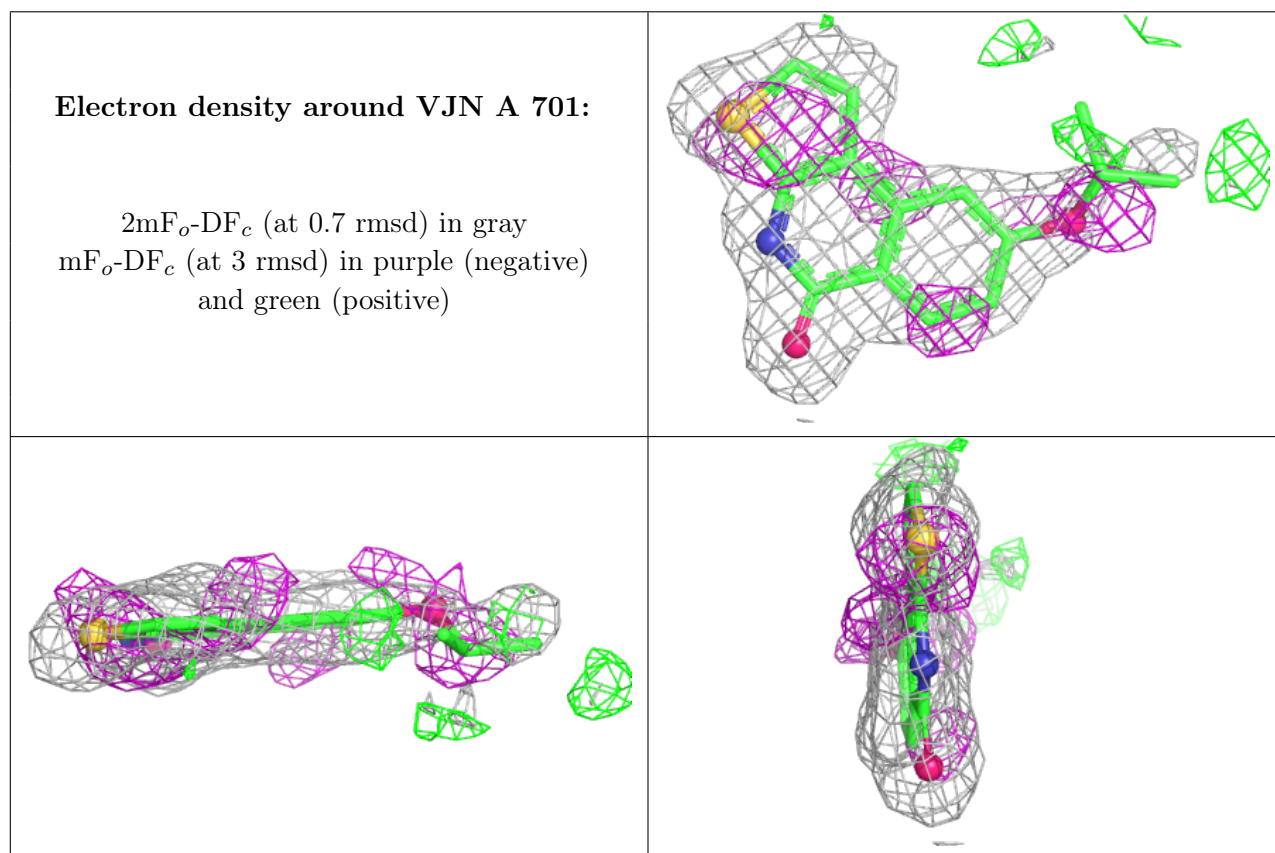 Electron density around VJN A 701:
2mFo-DFc (at 0.7 rmsd) in gray
mFo-DFc (at 3 rmsd) in purple (negative)
and green (positive)